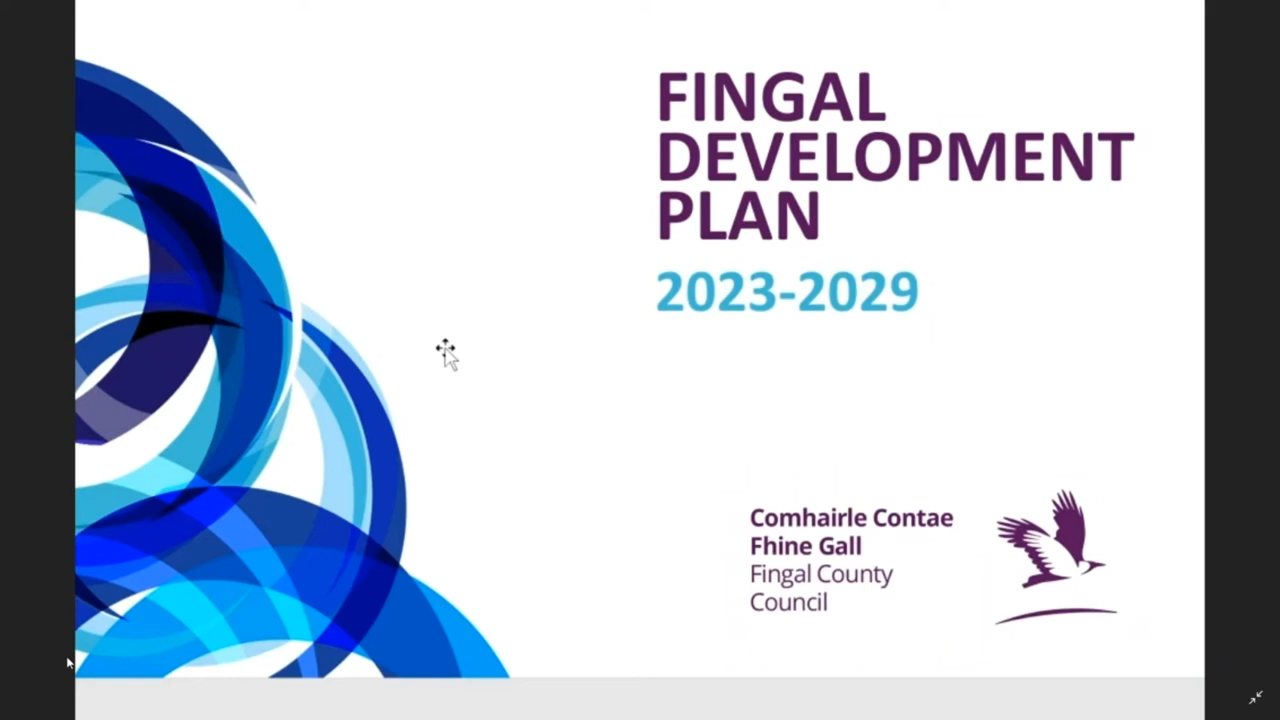 FINGAL
DEVELOPMENT
PLAN
2023-2029
Comhairle Contae
Fhine Gall
Fingal County
Council